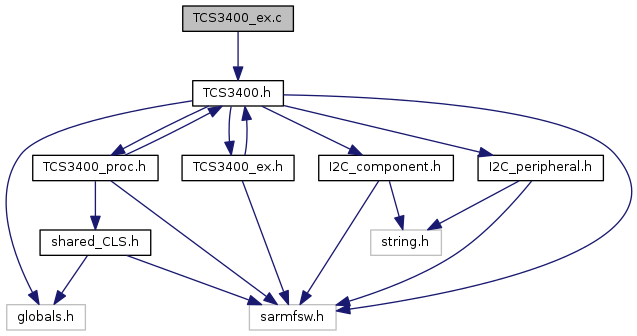 TCS3400_ex.c
TCS3400.h
TCS3400_proc.h
TCS3400_ex.h
I2C_component.h
I2C_peripheral.h
shared_CLS.h
string.h
globals.h
sarmfsw.h